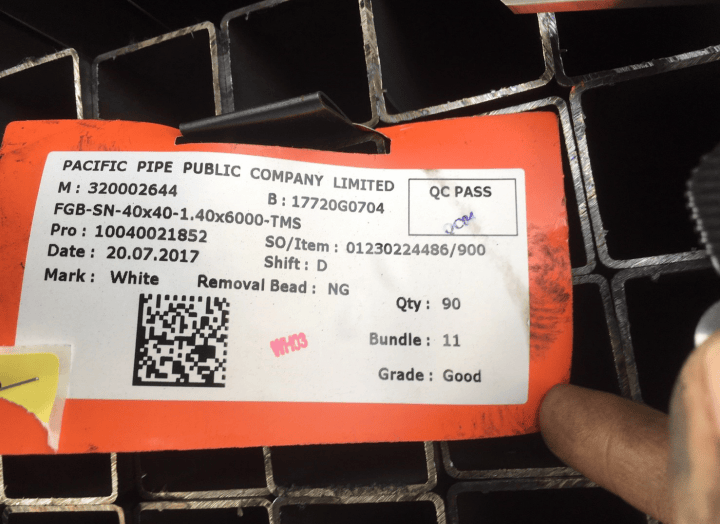 PACIFIC PIPE PUBLIC COMPANY LIMITED
M : 320002644 B : 17720G0704
QC PASS
FGB-SN-40x40-1.40x6000-TMS
Pro : 10040021852 SO/Item : 01230224486/900
Date : 20.07.2017 Shift : D
Mark : White Removal Bead : NG
Qty : 90
WH03
Bundle : 11
Grade : Good